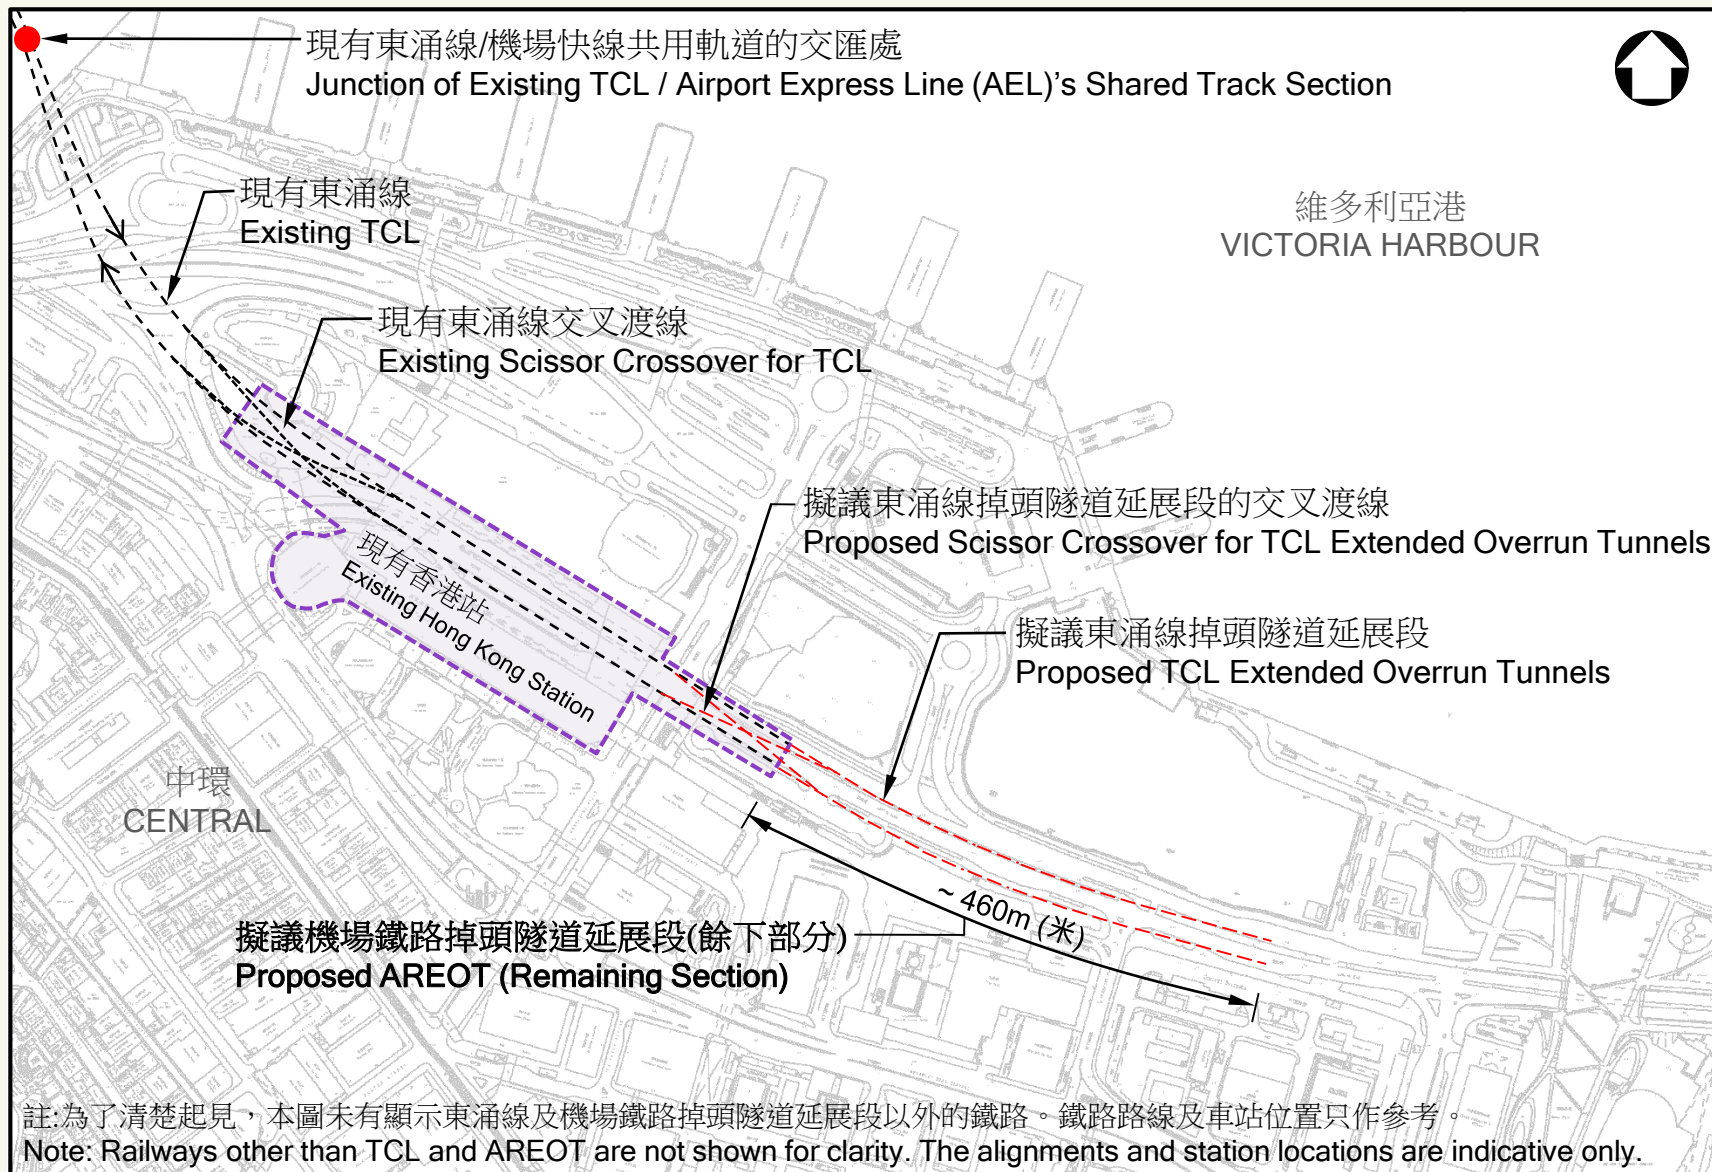 現有東涌線/機場快線共用軌道的交匯處
Junction of Existing TCL / Airport Express Line (AEL)'s Shared Track Section
現有東涌線
Existing TCL
維多利亞港
VICTORIA HARBOUR
現有東涌線交叉渡線
Existing Scissor Crossover for TCL
擬議東涌線掉頭隧道延展段的交叉渡線
Proposed Scissor Crossover for TCL Extended Overrun Tunnels
現有香港站
Existing Hong Kong Station
擬議東涌線掉頭隧道延展段
Proposed TCL Extended Overrun Tunnels
中環
CENTRAL
~ 460m (米)
擬議機場鐵路掉頭隧道延展段(餘下部分)
Proposed AREOT (Remaining Section)
註:為了清楚起見，本圖未有顯示東涌線及機場鐵路掉頭隧道延展段以外的鐵路。鐵路路線及車站位置只作參考。
Note: Railways other than TCL and AREOT are not shown for clarity. The alignments and station locations are indicative only.